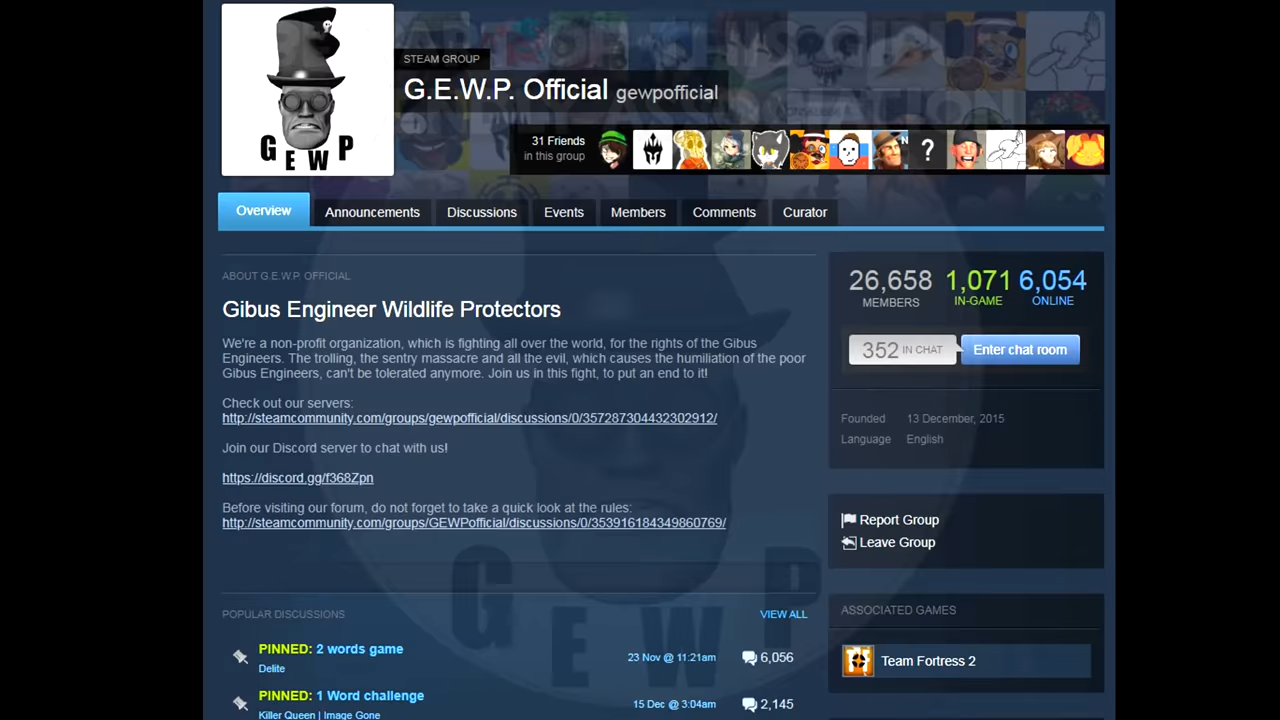 GEWP
STEAM GROUP
G.E.W.P. Official gewpofficial
31 Friends
in this group
?
Overview
Announcements
Discussions
Events
Members
Comments
Curator
ABOUT G.E.W.P. OFFICIAL
Gibus Engineer Wildlife Protectors
We're a non-profit organization, which is fighting all over the world, for the rights of the Gibus
Engineers. The trolling, the sentry massacre and all the evil, which causes the humiliation of the poor
Gibus Engineers, can't be tolerated anymore. Join us in this fight, to put an end to it!
Check out our servers:
http://steamcommunity.com/groups/gewpofficial/discussions/0/357287304432302912/
Join our Discord server to chat with us!
https://discord.gg/f368Zpn
Before visiting our forum, do not forget to take a quick look at the rules:
http://steamcommunity.com/groups/GEWPofficial/discussions/0/353916184349860769/
GEWP
POPULAR DISCUSSIONS
VIEW ALL
PINNED: 2 words game
Delite
23 Nov @ 11:21am
6,056
PINNED: 1 Word challenge
Killer Queen | Image Gone
15 Dec @ 3:04am
2,145
26,658 1,071 6,054
MEMBERS IN-GAME ONLINE
352 IN CHAT
Enter chat room
Founded 13 December, 2015
Language English
Report Group
Leave Group
ASSOCIATED GAMES
Team Fortress 2